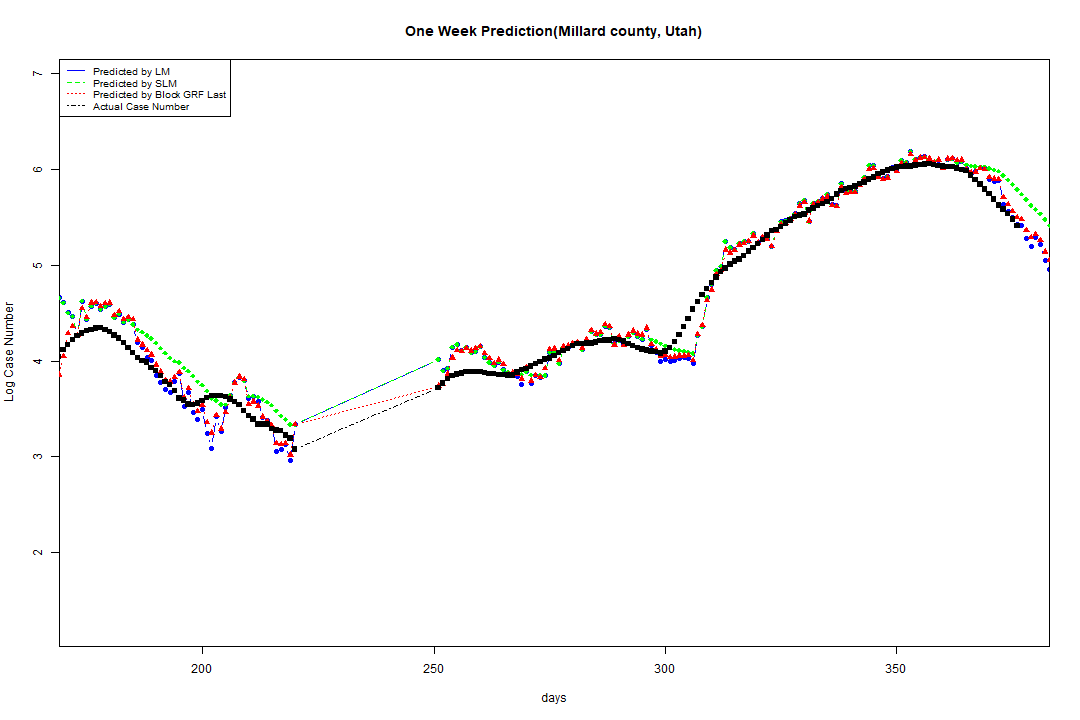 One Week Prediction(Millard county, Utah)
Predicted by LM
Predicted by SLM
Predicted by Block GRF Last
Actual Case Number
7
6
5
4
3
2
Log Case Number
200 250 300 350
days